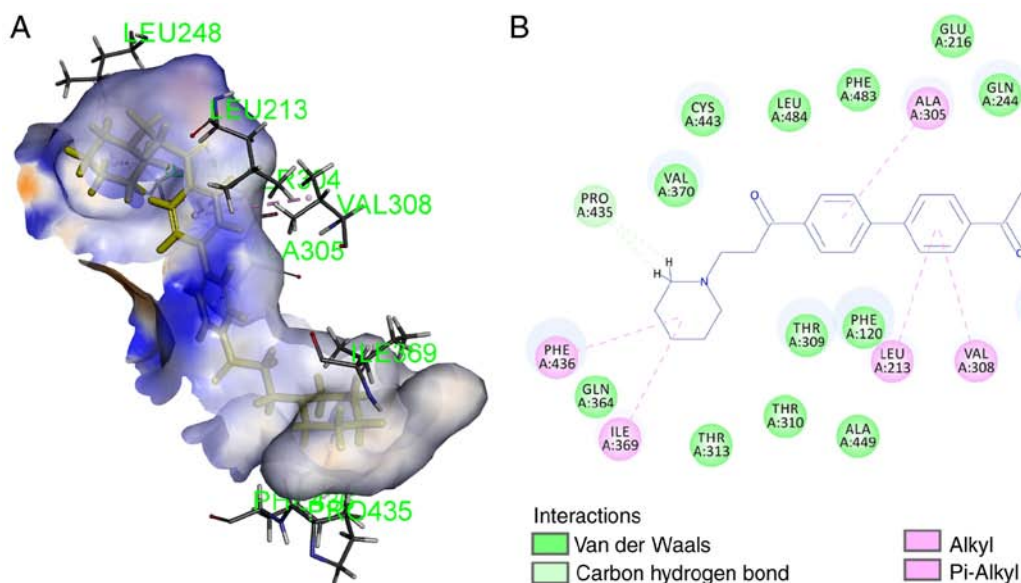 A
LEU248
LEU213
R304
VAL308
A305
ILE369
PRO435
B
GLU
A:216
PHE
A:483
GLN
A:244
CYS
A:443
LEU
A:484
ALA
A:305
VAL
A:370
PRO
A:435
O
H
H
N
O
THR
A:309
PHE
A:120
PHE
A:436
LEU
A:213
VAL
A:308
GLN
A:364
ILE
A:369
THR
A:313
THR
A:310
ALA
A:449
Interactions
Van der Waals
Alkyl
Carbon hydrogen bond
Pi-Alkyl